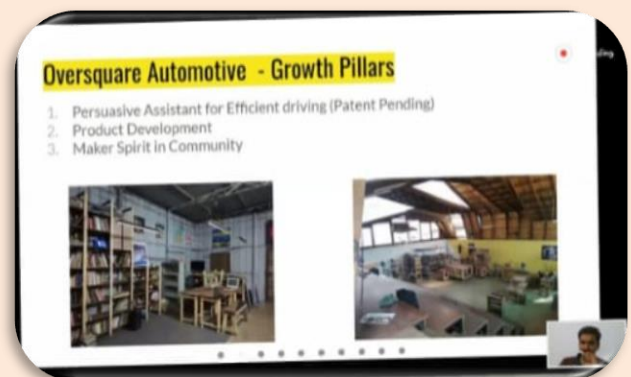 Oversquare Automotive - Growth Pillars
1. Persuasive Assistant for Efficient driving (Patent Pending)
2. Product Development
3. Maker Spirit in Community